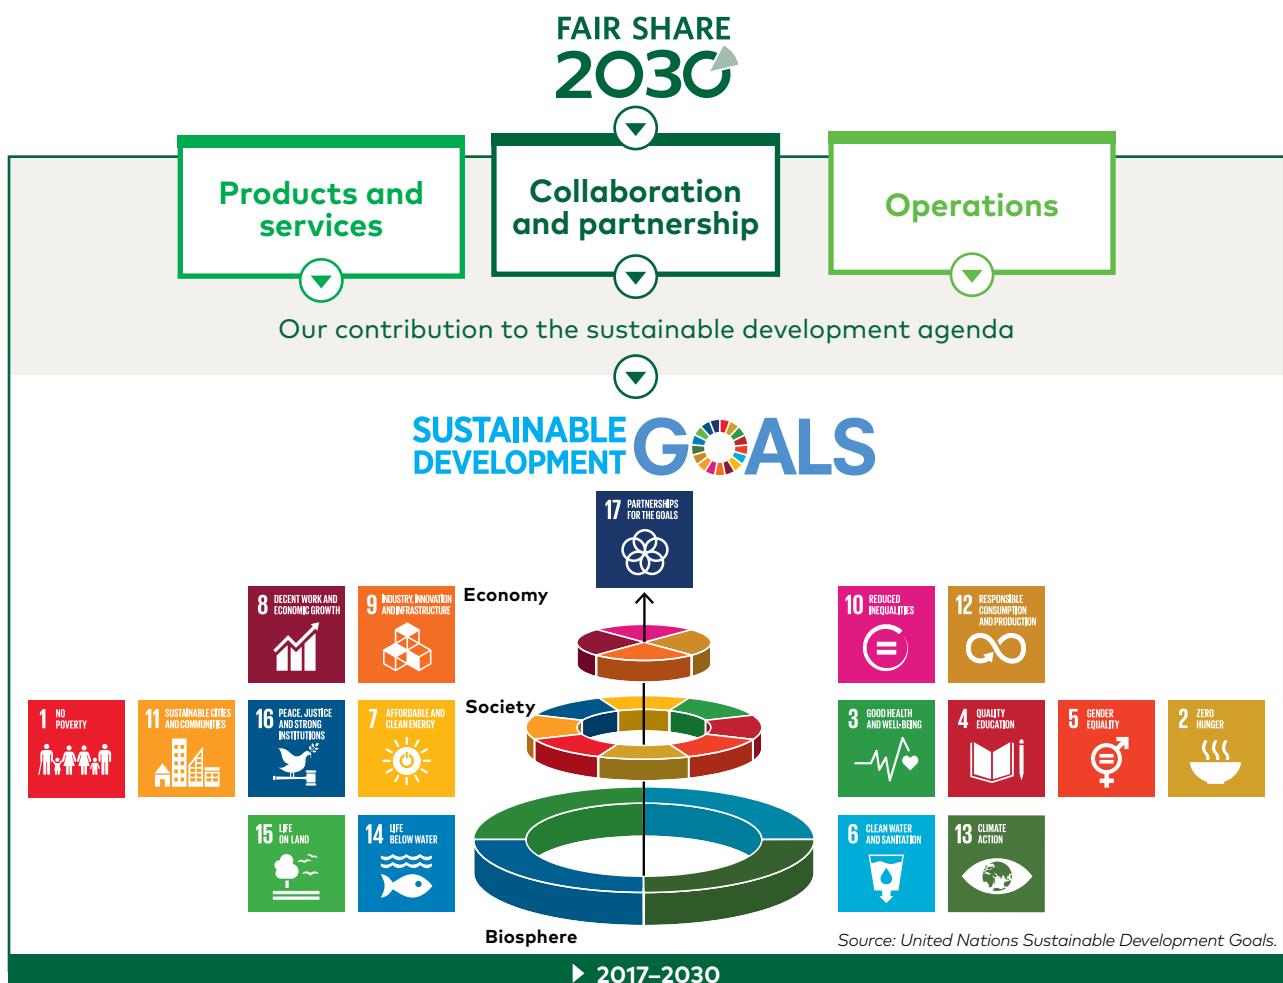 FAIR SHARE
2030
Products and
services
Collaboration
and partnership
Operations
Our contribution to the sustainable development agenda
SUSTAINABLE
DEVELOPMENT
GOALS
17 PARTNERSHIPS
FOR THE GOALS
8 DECENT WORK AND
ECONOMIC GROWTH
9 INDUSTRY, INNOVATION
AND INFRASTRUCTURE
Economy
10 REDUCED
INEQUALITIES
12 RESPONSIBLE
CONSUMPTION
AND PRODUCTION
1 NO
POVERTY
11 SUSTAINABLE CITIES
AND COMMUNITIES
16 PEACE, JUSTICE
AND STRONG
INSTITUTIONS
7 AFFORDABLE AND
CLEAN ENERGY
Society
3 GOOD HEALTH
AND WELL-BEING
4 QUALITY
EDUCATION
5 GENDER
EQUALITY
2 ZERO
HUNGER
15 LIFE
ON LAND
14 LIFE
BELOW WATER
6 CLEAN WATER
AND SANITATION
13 CLIMATE
ACTION
Biosphere
Source: United Nations Sustainable Development Goals.
2017–2030